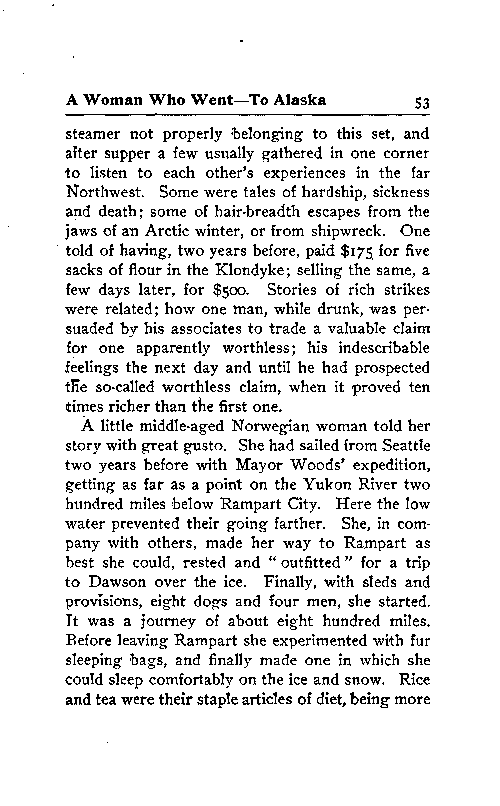 A Woman Who Went—To Alaska 53
steamer not properly belonging to this set, and
after supper a few usually gathered in one corner
to listen to each other's experiences in the far
Northwest. Some were tales of hardship, sickness
and death; some of hair-breadth escapes from the
jaws of an Arctic winter, or from shipwreck. One
told of having, two years before, paid $175 for five
sacks of flour in the Klondyke; selling the same, a
few days later, for $500. Stories of rich strikes
were related; how one man, while drunk, was per-
suaded by his associates to trade a valuable claim
for one apparently worthless; his indescribable
feelings the next day and until he had prospected
the so-called worthless claim, when it proved ten
times richer than the first one.
A little middle-aged Norwegian woman told her
story with great gusto. She had sailed from Seattle
two years before with Mayor Woods' expedition,
getting as far as a point on the Yukon River two
hundred miles below Rampart City. Here the low
water prevented their going farther. She, in com-
pany with others, made her way to Rampart as
best she could, rested and "outfitted" for a trip
to Dawson over the ice. Finally, with sleds and
provisions, eight dogs and four men, she started.
It was a journey of about eight hundred miles.
Before leaving Rampart she experimented with fur
sleeping bags, and finally made one in which she
could sleep comfortably on the ice and snow. Rice
and tea were their staple articles of diet, being more